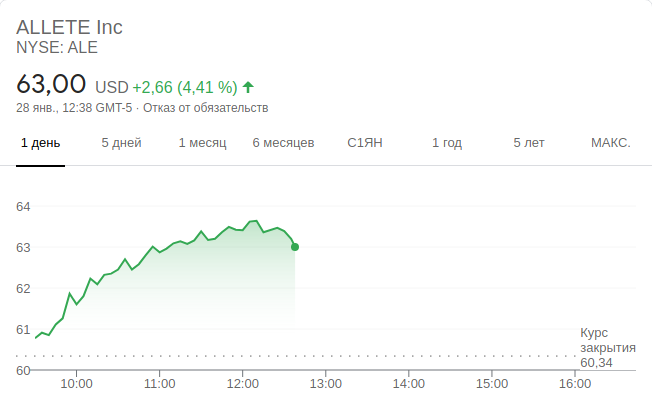 ALLETE Inc
NYSE: ALE
63,00 USD +2,66 (4,41 %)
28 янв., 12:38 GMT-5 · Отказ от обязательств
1 день 5 дней 1 месяц 6 месяцев С1ЯН 1 год 5 лет МАКС.
64
63
62
61
Курс
закрытия
60,34
60
10:00 11:00 12:00 13:00 14:00 15:00 16:00